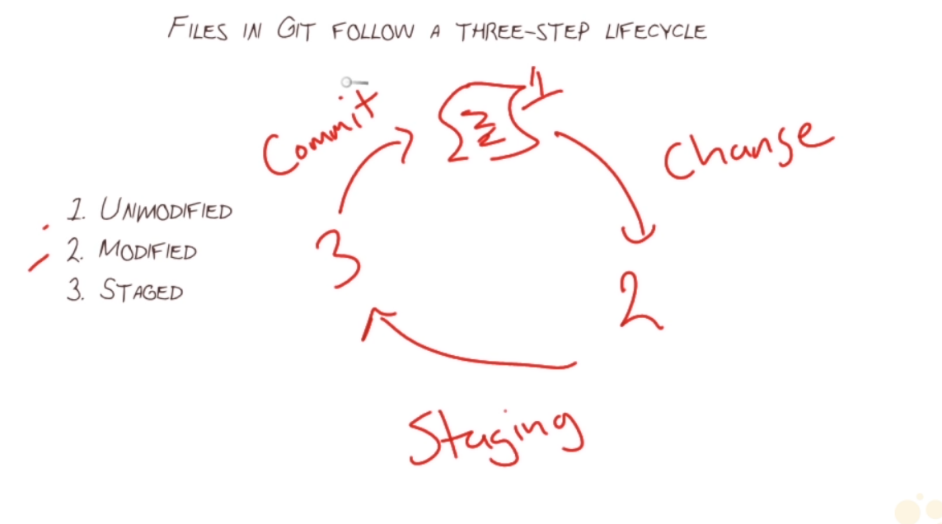 FILES IN GIT FOLLOW A THREE-STEP LIFECYCLE
1
Commit
Change
1. UNMODIFIED
2. MODIFIED
3. STAGED
3
2
Staging